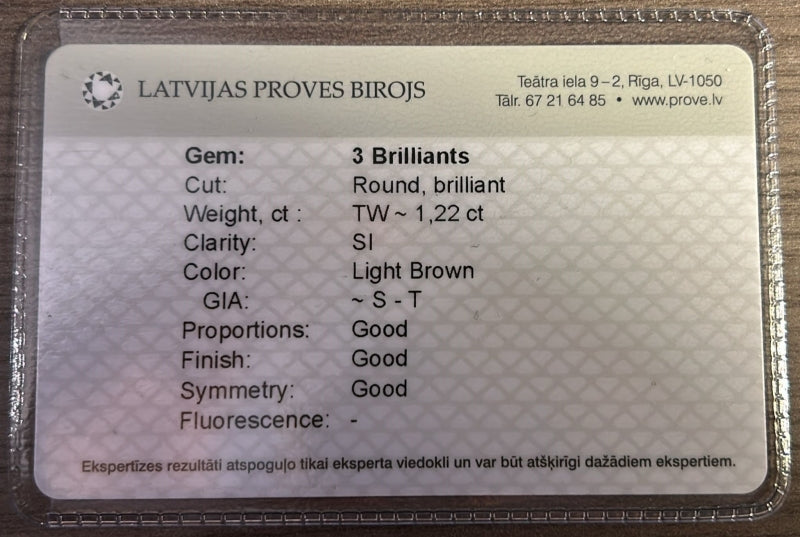 LATVIJAS PROVES BIROJS
Teātra iela 9–2, Rīga, LV-1050
Tālr. 67 21 64 85 • www.prove.lv
Gem: 3 Brilliants
Cut: Round, brilliant
Weight, ct : TW ~ 1,22 ct
Clarity: SI
Color: Light Brown
GIA: ~ S - T
Proportions: Good
Finish: Good
Symmetry: Good
Fluorescence: -
Ekspertīzes rezultāti atspoguļo tikai eksperta viedokli un var būt atšķirīgi dažādiem ekspertiem.